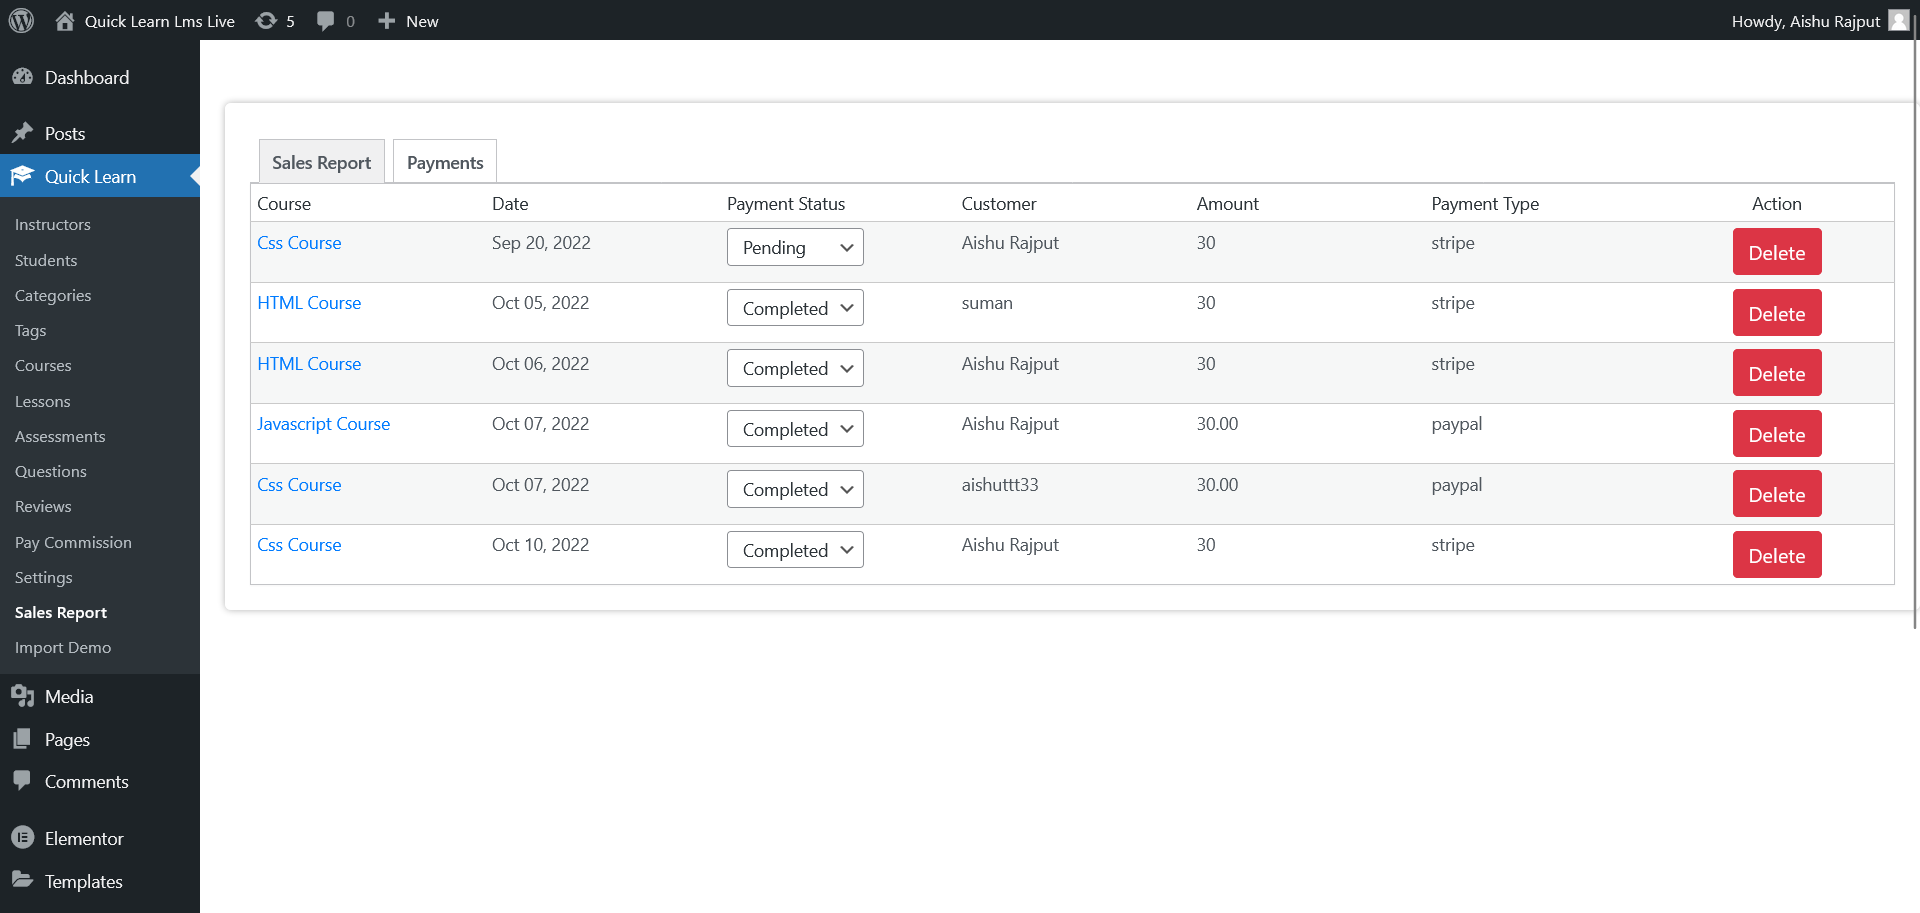 Quick Learn Lms Live 5 0 New Howdy, Aishu Rajput
Dashboard
Posts
Quick Learn
Instructors
Students
Categories
Tags
Courses
Lessons
Assessments
Questions
Reviews
Pay Commission
Settings
Sales Report
Import Demo
Media
Pages
Comments
Elementor
Templates
Sales Report Payments
Course Date Payment Status Customer Amount Payment Type Action
Css Course Sep 20, 2022 Pending Aishu Rajput 30 stripe Delete
HTML Course Oct 05, 2022 Completed suman 30 stripe Delete
HTML Course Oct 06, 2022 Completed Aishu Rajput 30 stripe Delete
Javascript Course Oct 07, 2022 Completed Aishu Rajput 30.00 paypal Delete
Css Course Oct 07, 2022 Completed aishuttt33 30.00 paypal Delete
Css Course Oct 10, 2022 Completed Aishu Rajput 30 stripe Delete